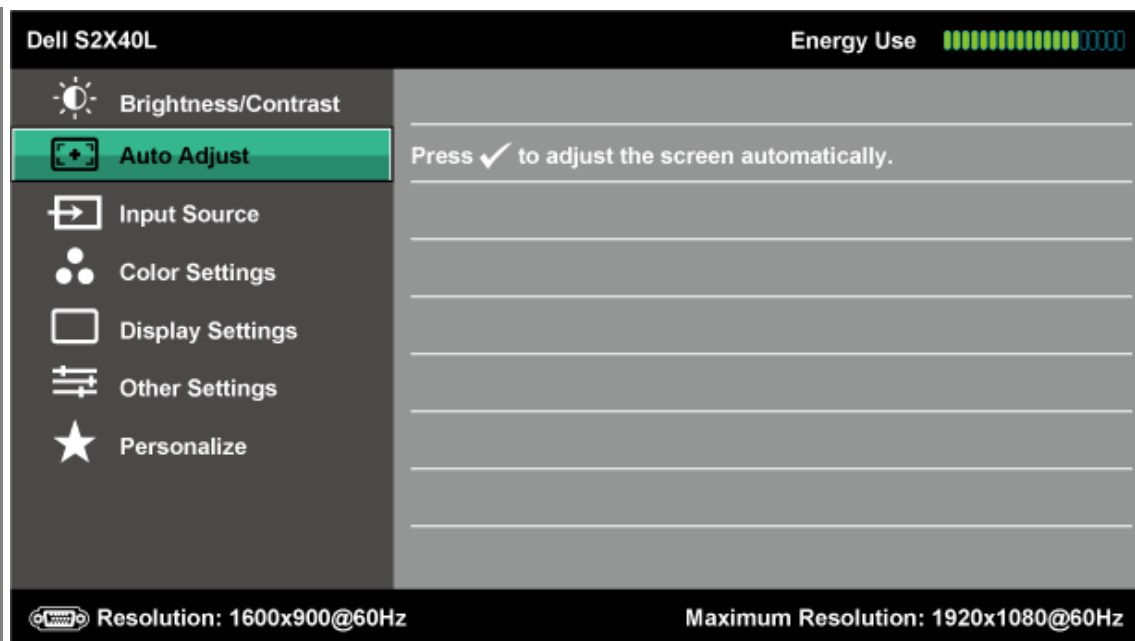 Dell S2X40L Energy Use
Brightness/Contrast
Auto Adjust Press ✓ to adjust the screen automatically.
Input Source
Color Settings
Display Settings
Other Settings
Personalize
Resolution: 1600x900@60Hz Maximum Resolution: 1920x1080@60Hz